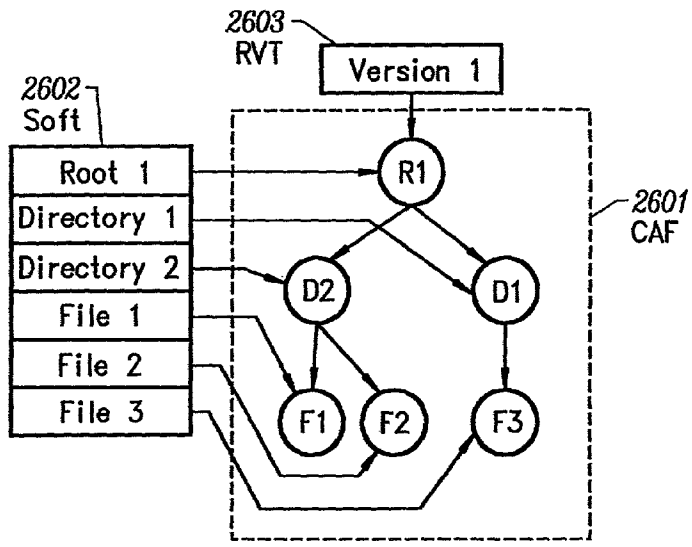 2603
RVT
Version 1
2602
Soft
Root 1
Directory 1
Directory 2
File 1
File 2
File 3
R1
D2
D1
F1
F2
F3
2601
CAF